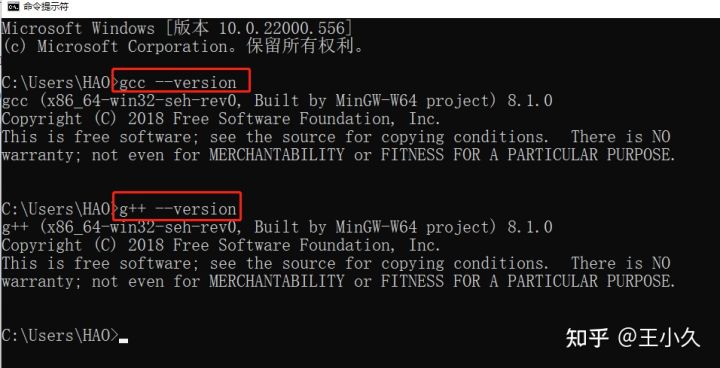 命令提示符
Microsoft Windows [版本 10.0.22000.556]
(c) Microsoft Corporation。保留所有权利。
C:\Users\HAO>gcc --version
gcc (x86_64-win32-seh-rev0, Built by MinGW-W64 project) 8.1.0
Copyright (C) 2018 Free Software Foundation, Inc.
This is free software; see the source for copying conditions.  There is NO
warranty; not even for MERCHANTABILITY or FITNESS FOR A PARTICULAR PURPOSE.
C:\Users\HAO>g++ --version
g++ (x86_64-win32-seh-rev0, Built by MinGW-W64 project) 8.1.0
Copyright (C) 2018 Free Software Foundation, Inc.
This is free software; see the source for copying conditions.  There is NO
warranty; not even for MERCHANTABILITY or FITNESS FOR A PARTICULAR PURPOSE.
C:\Users\HAO>
知乎 @王小久